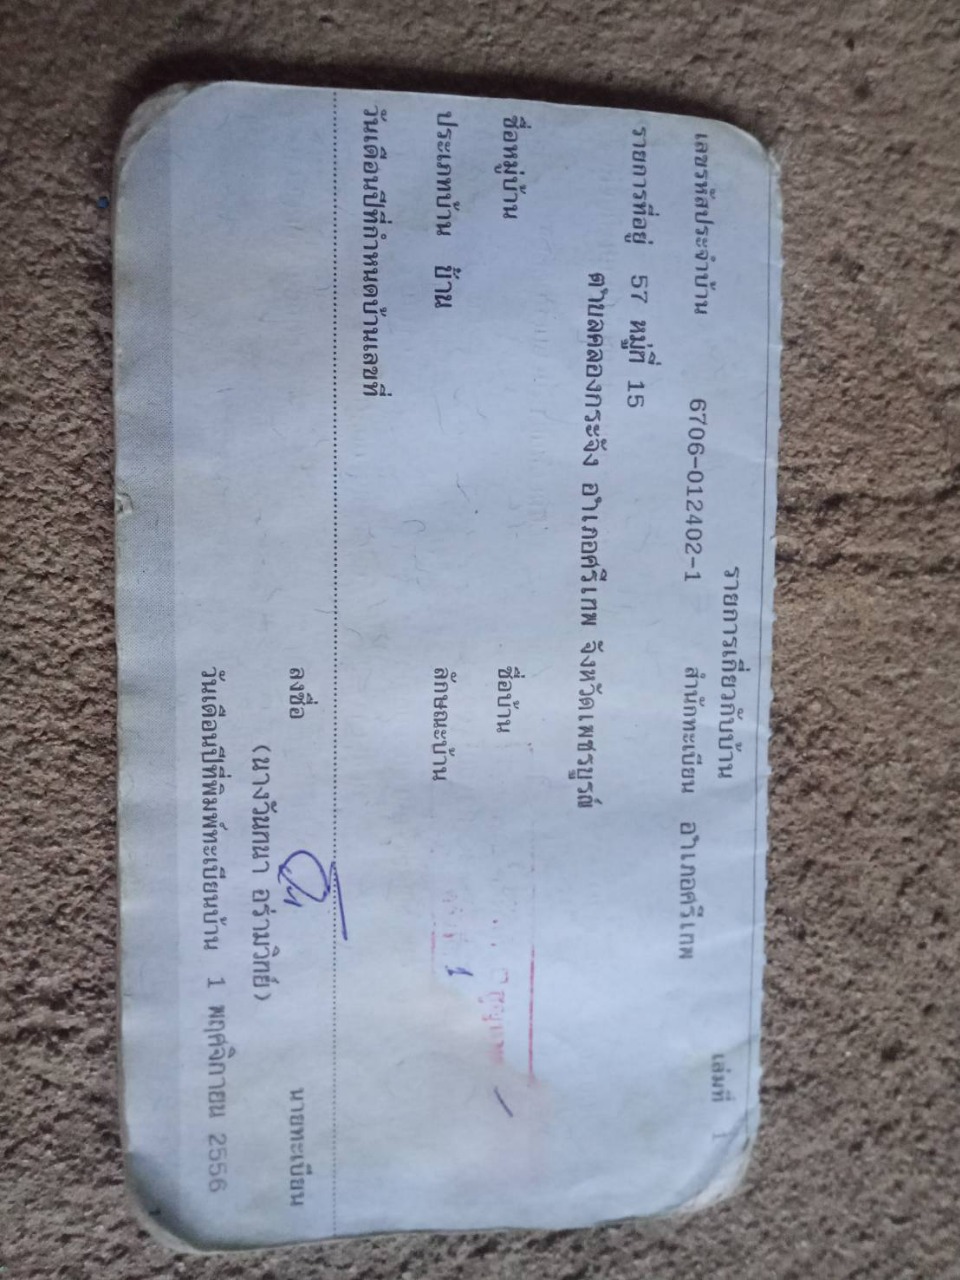 รายการเกี่ยวกับบ้าน เล่มที่ 1
เลขรหัสประจำบ้าน 6706-012402-1 สำนักทะเบียน อำเภอศรีเทพ
รายการที่อยู่ 57 หมู่ที่ 15
ตำบลคลองกระจัง อำเภอศรีเทพ จังหวัดเพชรบูรณ์
ชื่อหมู่บ้าน ชื่อบ้าน
ประเภทบ้าน บ้าน ลักษณะบ้าน
วันเดือนปีที่กำหนดบ้านเลขที่
ลงชื่อ นายทะเบียน
(นางวันทนา อร่ามวิทย์)
วันเดือนปีที่พิมพ์ทะเบียนบ้าน 1 พฤศจิกายน 2556